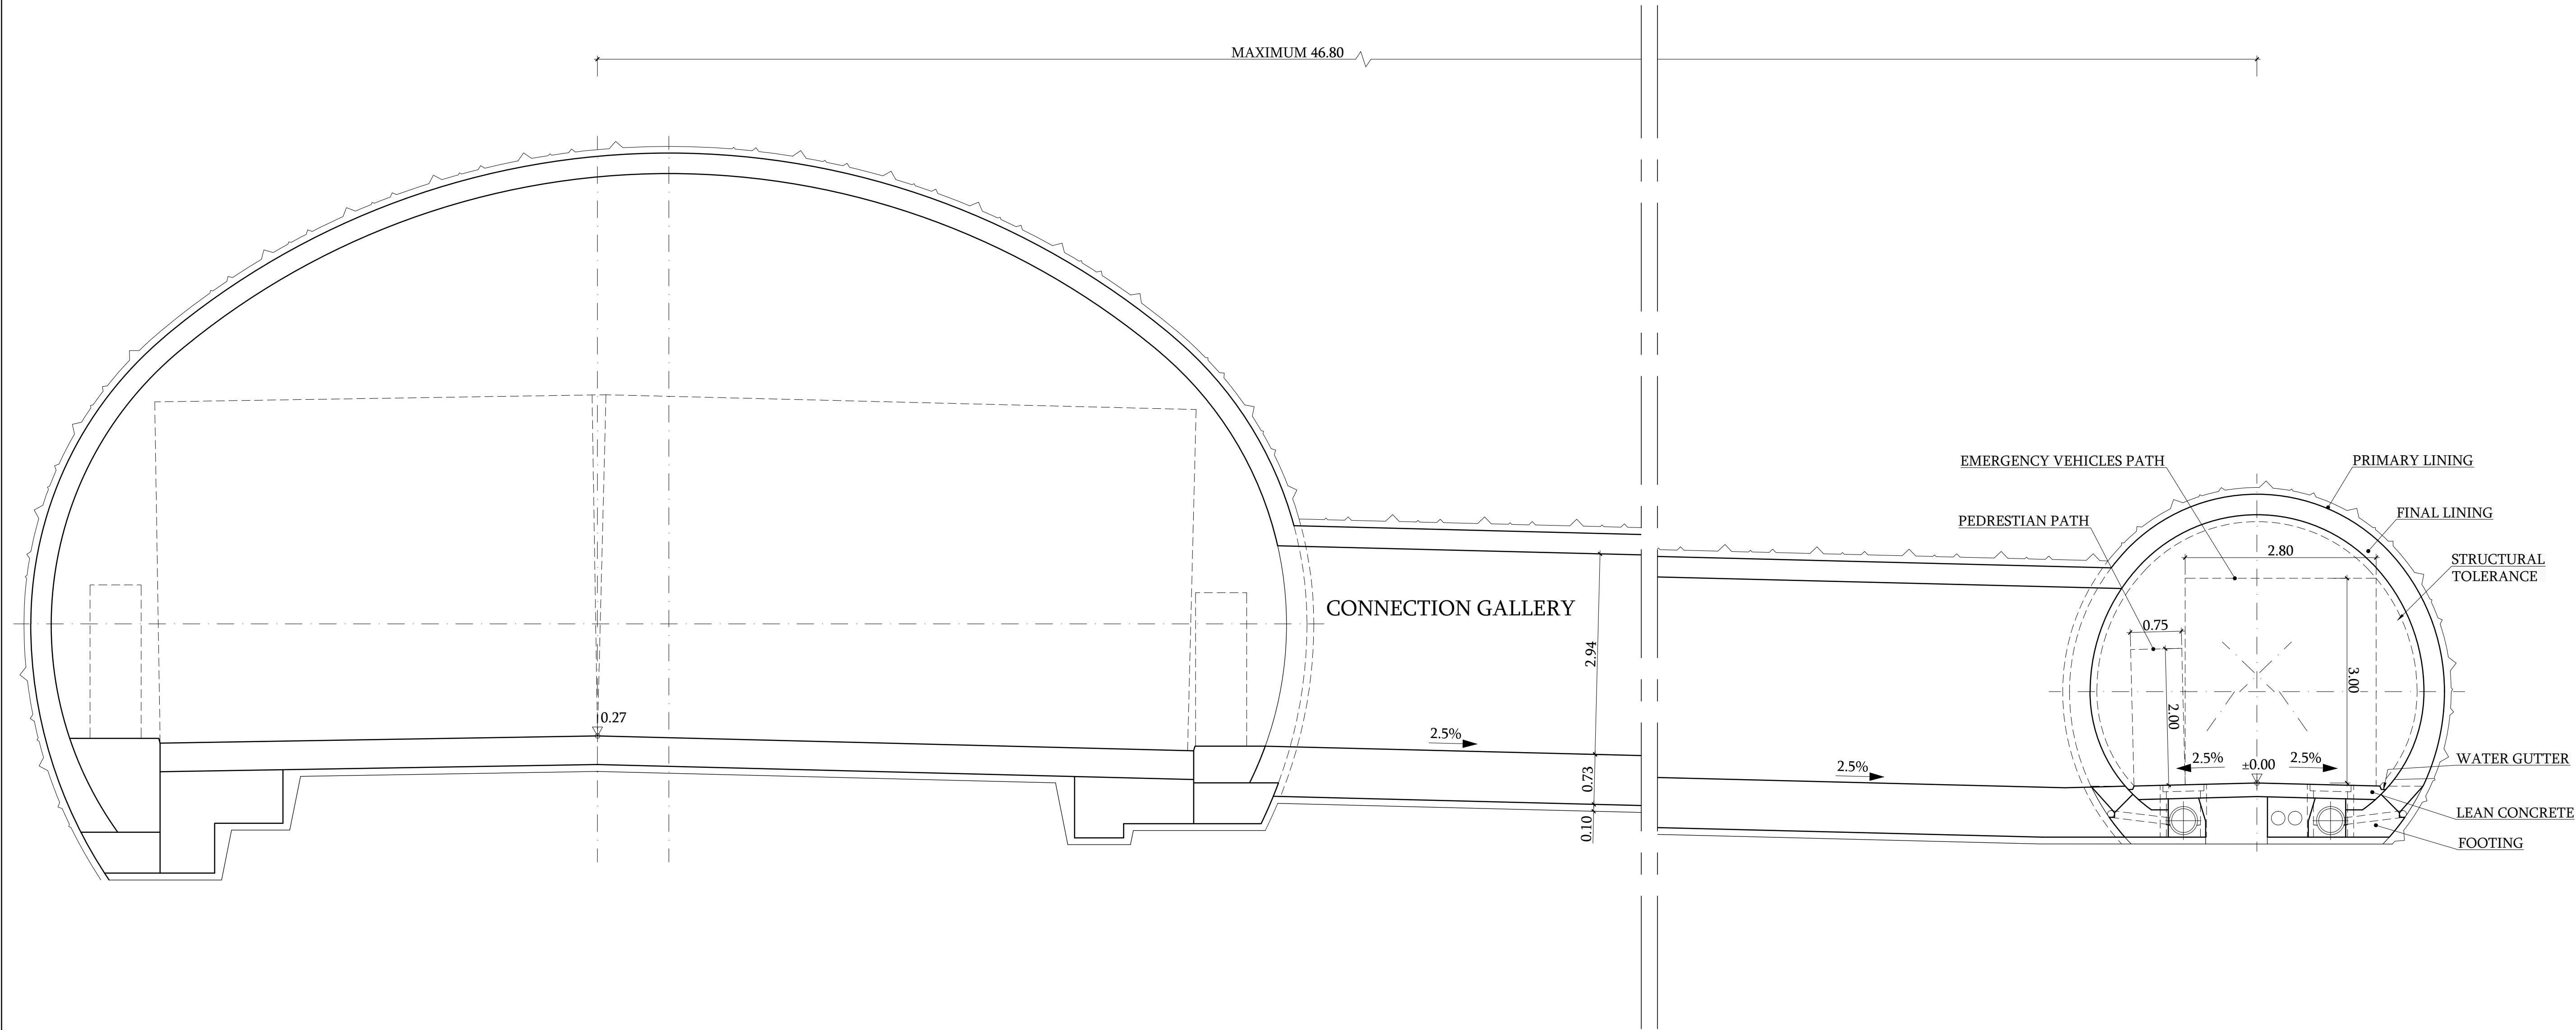 MAXIMUM 46.80
EMERGENCY VEHICLES PATH
PRIMARY LINING
PEDRESTIAN PATH
FINAL LINING
2.80
STRUCTURAL
TOLERANCE
CONNECTION GALLERY
0.75
2.94
3.00
2.00
0.27
2.5%
2.5%
2.5%
±0.00
2.5%
WATER GUTTER
0.73
LEAN CONCRETE
0.10
FOOTING